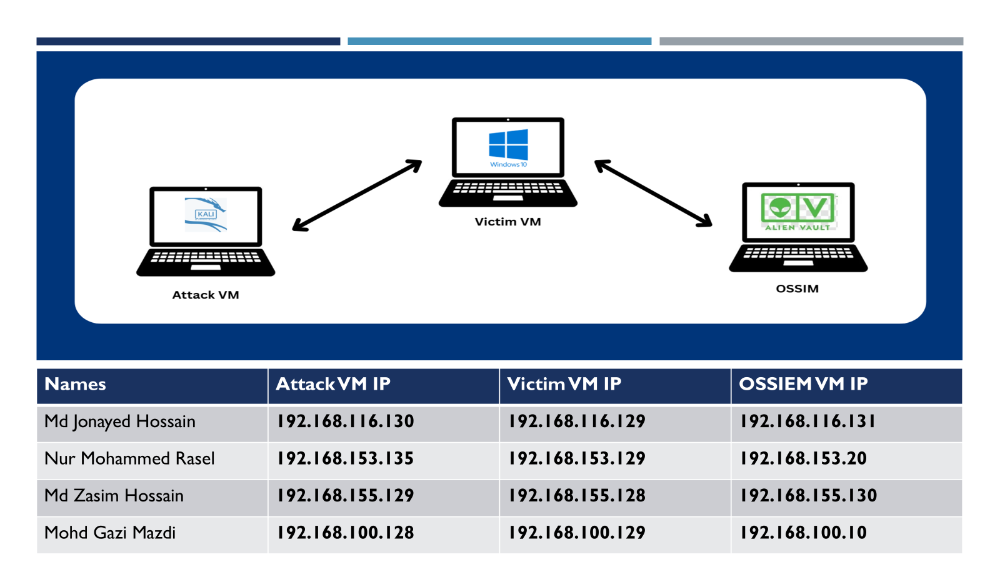 Windows 10
KALI
Victim VM
ALIEN VAULT
Attack VM
OSSIM
Names Attack VM IP Victim VM IP OSSIEM VM IP
Md Jonayed Hossain 192.168.116.130 192.168.116.129 192.168.116.131
Nur Mohammed Rasel 192.168.153.135 192.168.153.129 192.168.153.20
Md Zasim Hossain 192.168.155.129 192.168.155.128 192.168.155.130
Mohd Gazi Mazdi 192.168.100.128 192.168.100.129 192.168.100.10